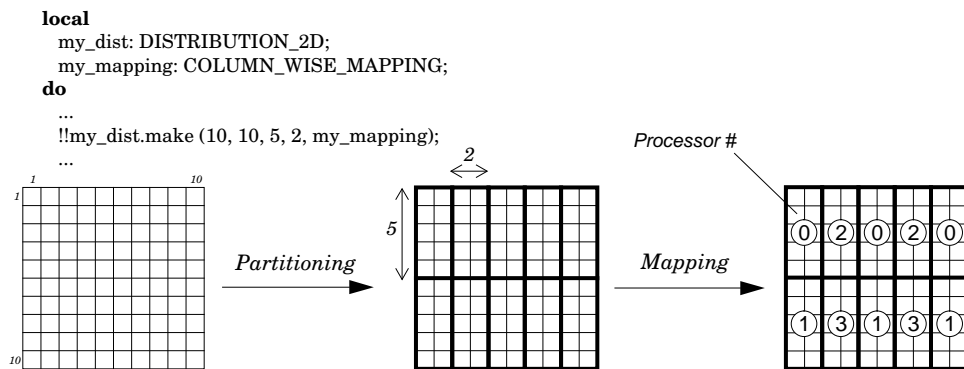 local
my_dist: DISTRIBUTION_2D;
my_mapping: COLUMN_WISE_MAPPING;
do
...
!!my_dist.make (10, 10, 5, 2, my_mapping);
...
1 10
1
10
Partitioning
2
5
Mapping
Processor #
0 2 0 2 0
1 3 1 3 1